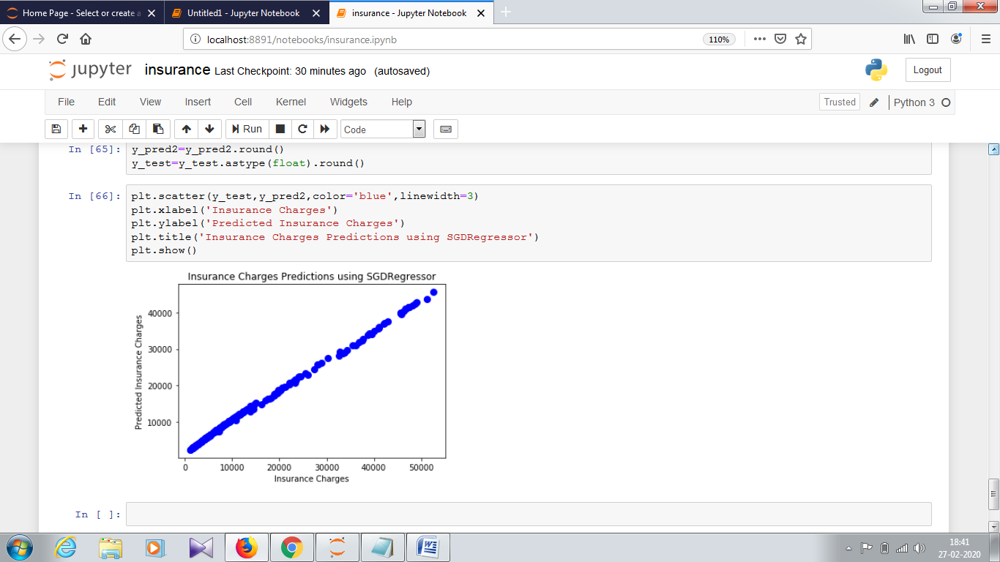 Home Page - Select or create a
Untitled1 - Jupyter Notebook
insurance - Jupyter Notebook
localhost:8891/notebooks/insurance.ipynb
110%
jupyter insurance Last Checkpoint: 30 minutes ago (autosaved)
Logout
File Edit View Insert Cell Kernel Widgets Help
Trusted
Python 3
Run
Code
In [65]: y_pred2=y_pred2.round()
y_test=y_test.astype(float).round()
In [66]: plt.scatter(y_test,y_pred2,color='blue',linewidth=3)
plt.xlabel('Insurance Charges')
plt.ylabel('Predicted Insurance Charges')
plt.title('Insurance Charges Predictions using SGDRegressor')
plt.show()
Insurance Charges Predictions using SGDRegressor
Predicted Insurance Charges
40000
30000
20000
10000
0 10000 20000 30000 40000 50000
Insurance Charges
In [ ]:
18:41
27-02-2020